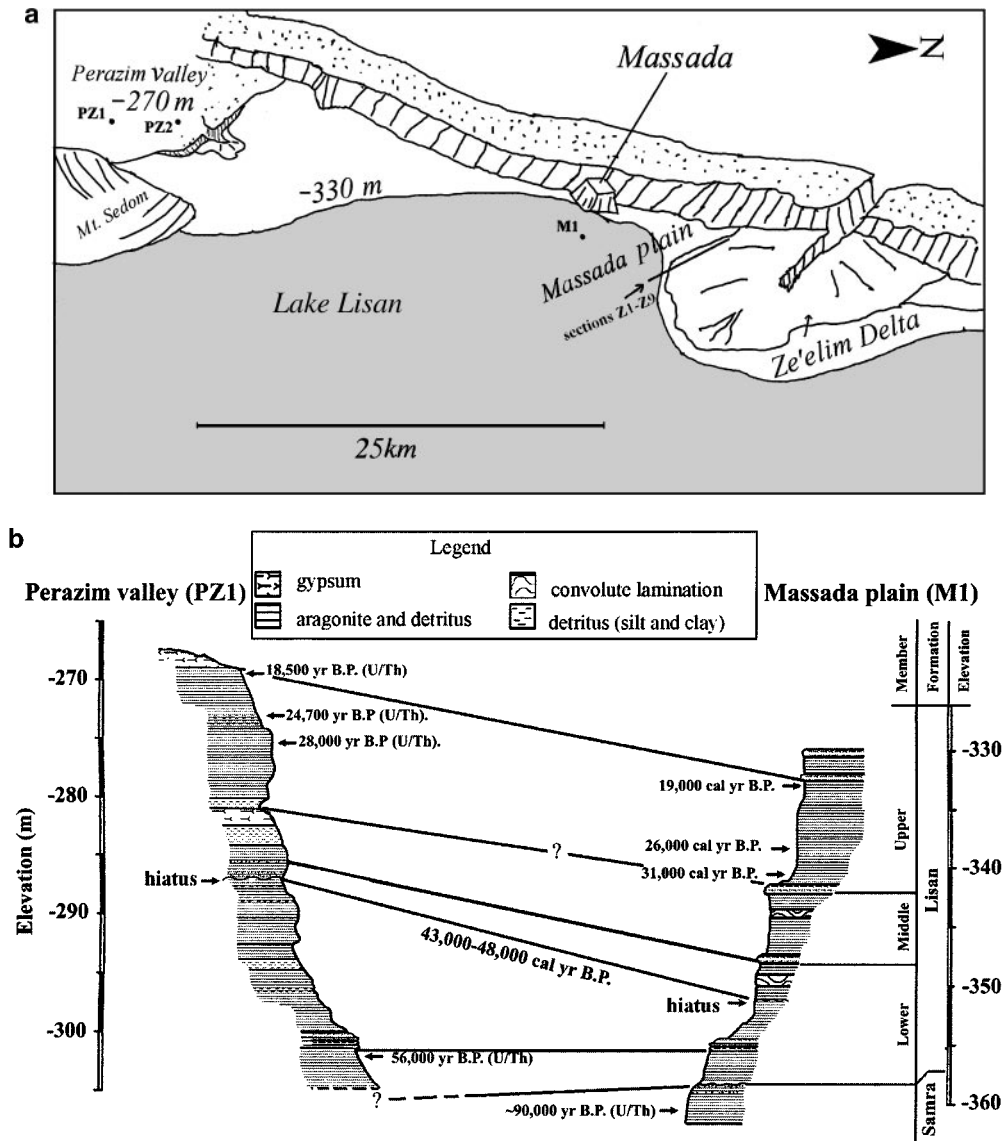 a
N
Massada
Perazim valley
-270 m
PZ1
PZ2
Mt. Sedom
-330 m
M1
Massada plain
sections Z1-Z9
Lake Lisan
Ze'elim Delta
25km
b
Legend
gypsum
convolute lamination
aragonite and detritus
detritus (silt and clay)
Perazim valley (PZ1)
Massada plain (M1)
Member
Formation
Elevation
Elevation (m)
-270
-280
-290
-300
18,500 yr B.P. (U/Th)
24,700 yr B.P (U/Th).
28,000 yr B.P (U/Th).
?
hiatus
43,000-48,000 cal yr B.P.
56,000 yr B.P. (U/Th)
?
19,000 cal yr B.P.
26,000 cal yr B.P.
31,000 cal yr B.P.
hiatus
~90,000 yr B.P. (U/Th)
Upper
Middle
Lower
Lisan
Samra
-330
-340
-350
-360